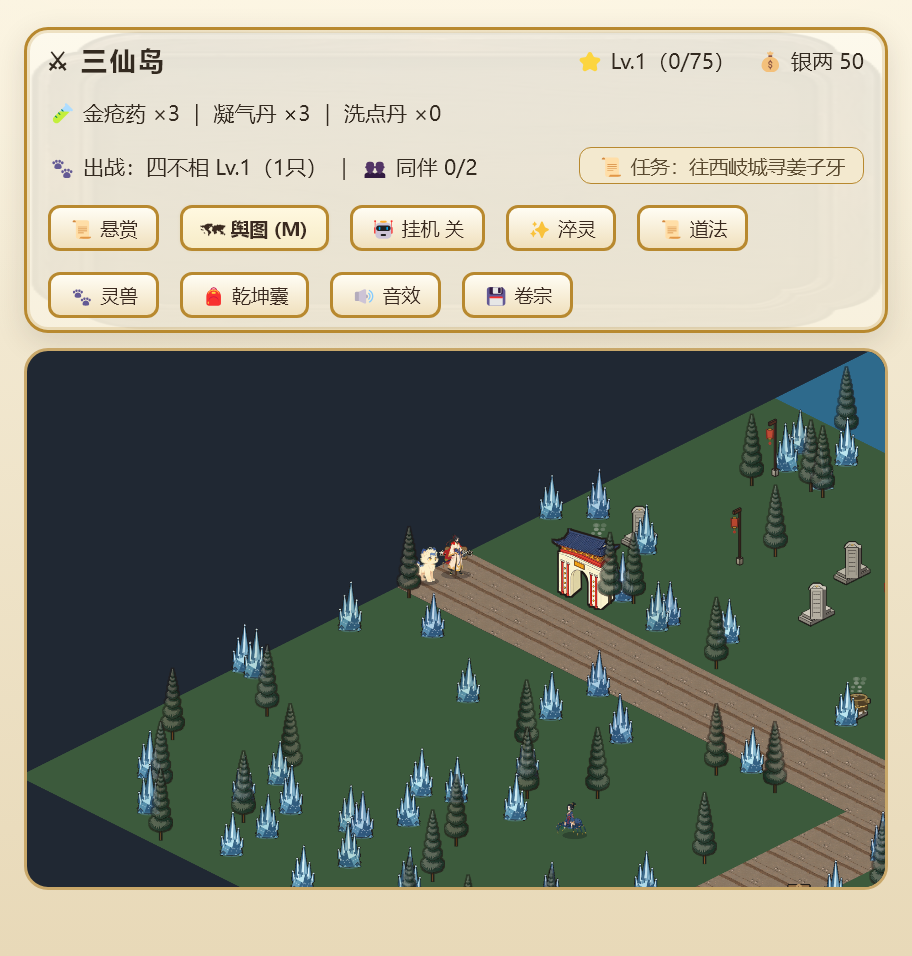 三仙岛
Lv.1（0/75） 银两 50
金疮药 ×3 | 凝气丹 ×3 | 洗点丹 ×0
出战：四不相 Lv.1（1只） | 同伴 0/2
任务：往西岐城寻姜子牙
悬赏 舆图 (M) 挂机 关 淬灵 道法
灵兽 乾坤囊 音效 卷宗